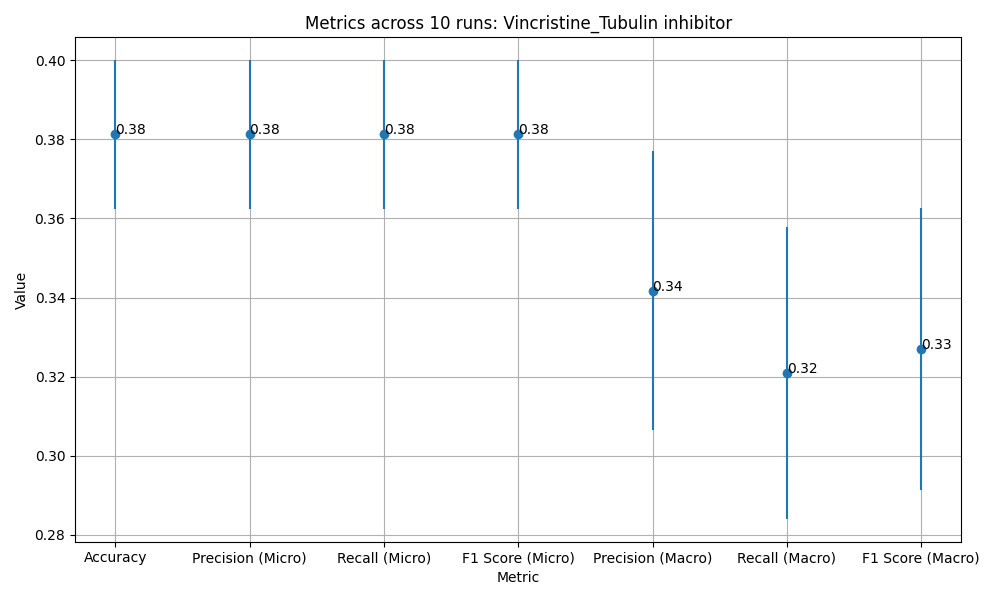 Metrics across 10 runs: Vincristine_Tubulin inhibitor
Value
0.40
0.38
0.36
0.34
0.32
0.30
0.28
0.38
0.38
0.38
0.38
0.34
0.32
0.33
Accuracy
Precision (Micro)
Recall (Micro)
F1 Score (Micro)
Precision (Macro)
Recall (Macro)
F1 Score (Macro)
Metric